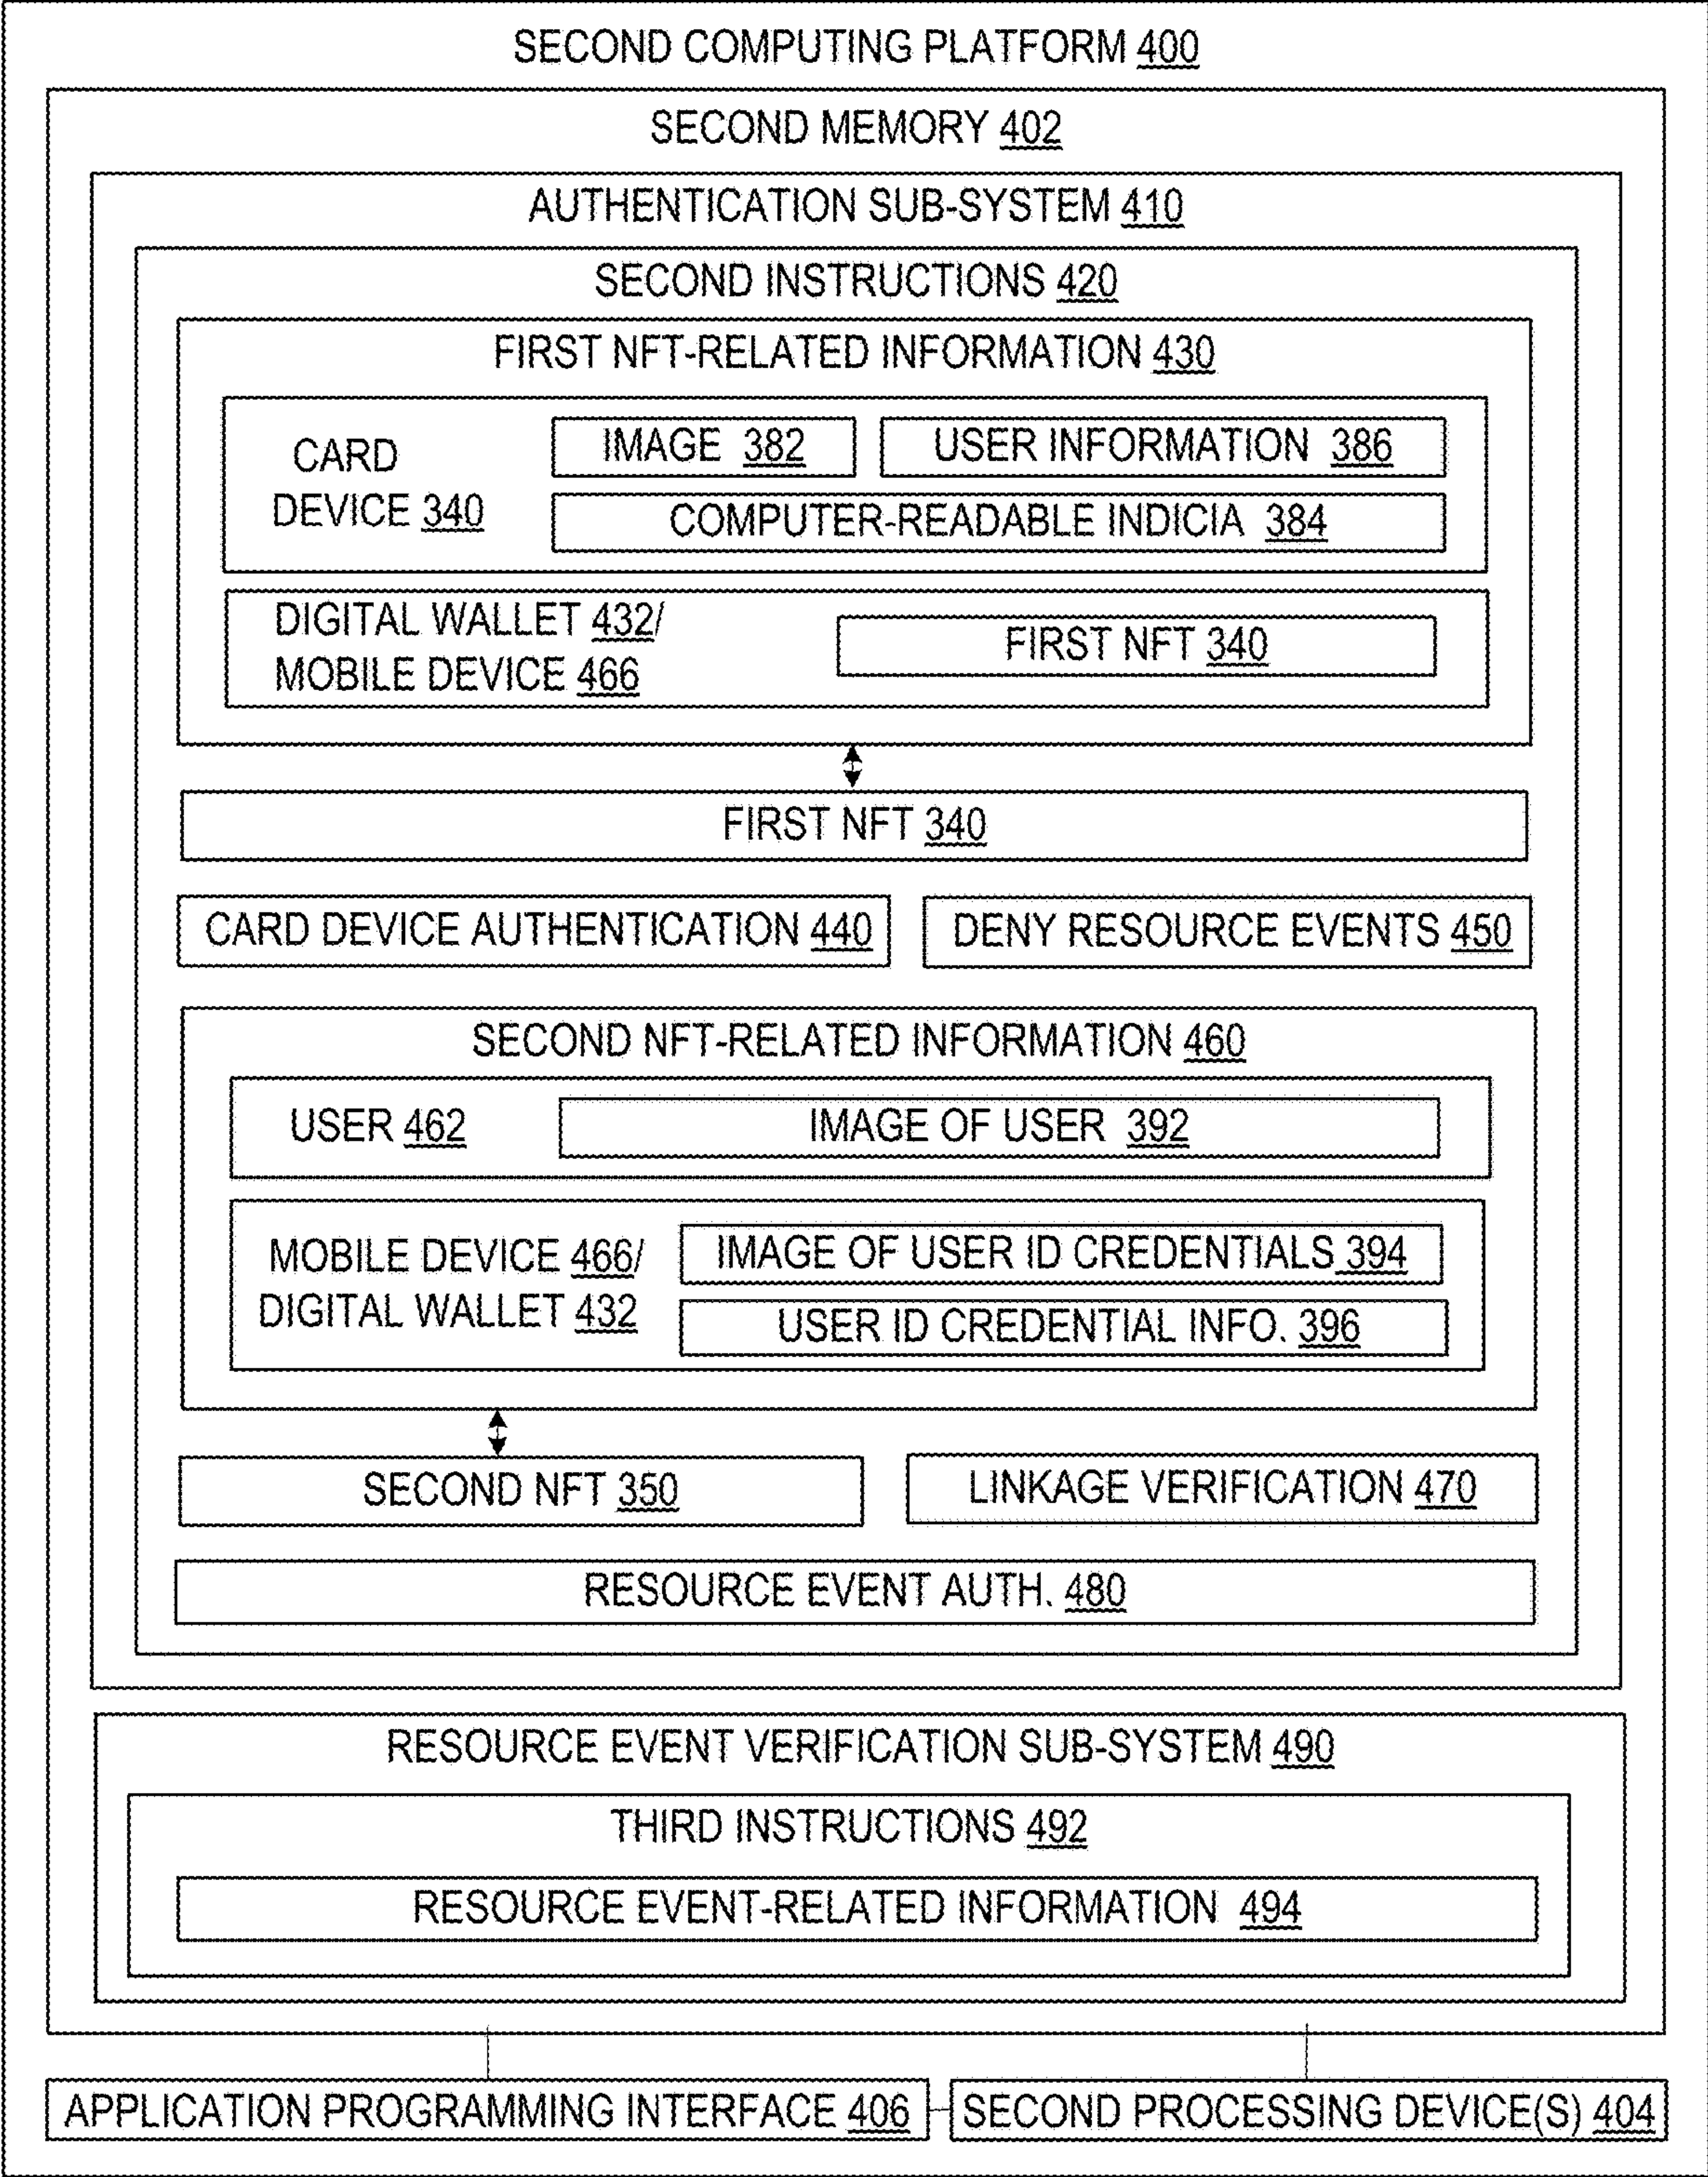 SECOND COMPUTING PLATFORM 400
SECOND MEMORY 402
AUTHENTICATION SUB-SYSTEM 410
SECOND INSTRUCTIONS 420
FIRST NFT-RELATED INFORMATION 430
CARD
DEVICE 340
IMAGE 382
USER INFORMATION 386
COMPUTER-READABLE INDICIA 384
DIGITAL WALLET 432/
MOBILE DEVICE 466
FIRST NFT 340
FIRST NFT 340
CARD DEVICE AUTHENTICATION 440
DENY RESOURCE EVENTS 450
SECOND NFT-RELATED INFORMATION 460
USER 462
IMAGE OF USER 392
MOBILE DEVICE 466/
DIGITAL WALLET 432
IMAGE OF USER ID CREDENTIALS 394
USER ID CREDENTIAL INFO. 396
SECOND NFT 350
LINKAGE VERIFICATION 470
RESOURCE EVENT AUTH. 480
RESOURCE EVENT VERIFICATION SUB-SYSTEM 490
THIRD INSTRUCTIONS 492
RESOURCE EVENT-RELATED INFORMATION 494
APPLICATION PROGRAMMING INTERFACE 406
SECOND PROCESSING DEVICE(S) 404